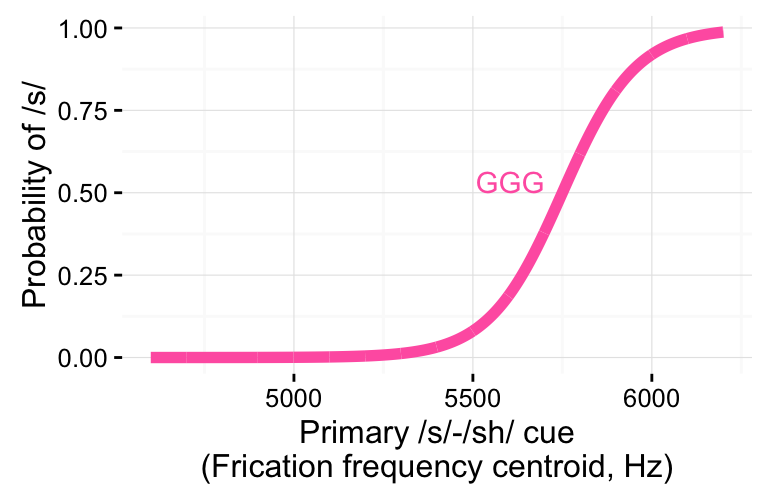 Probability of /s/
1.00
0.75
0.50
0.25
0.00
GGG
5000
5500
6000
Primary /s/-/sh/ cue
(Frication frequency centroid, Hz)